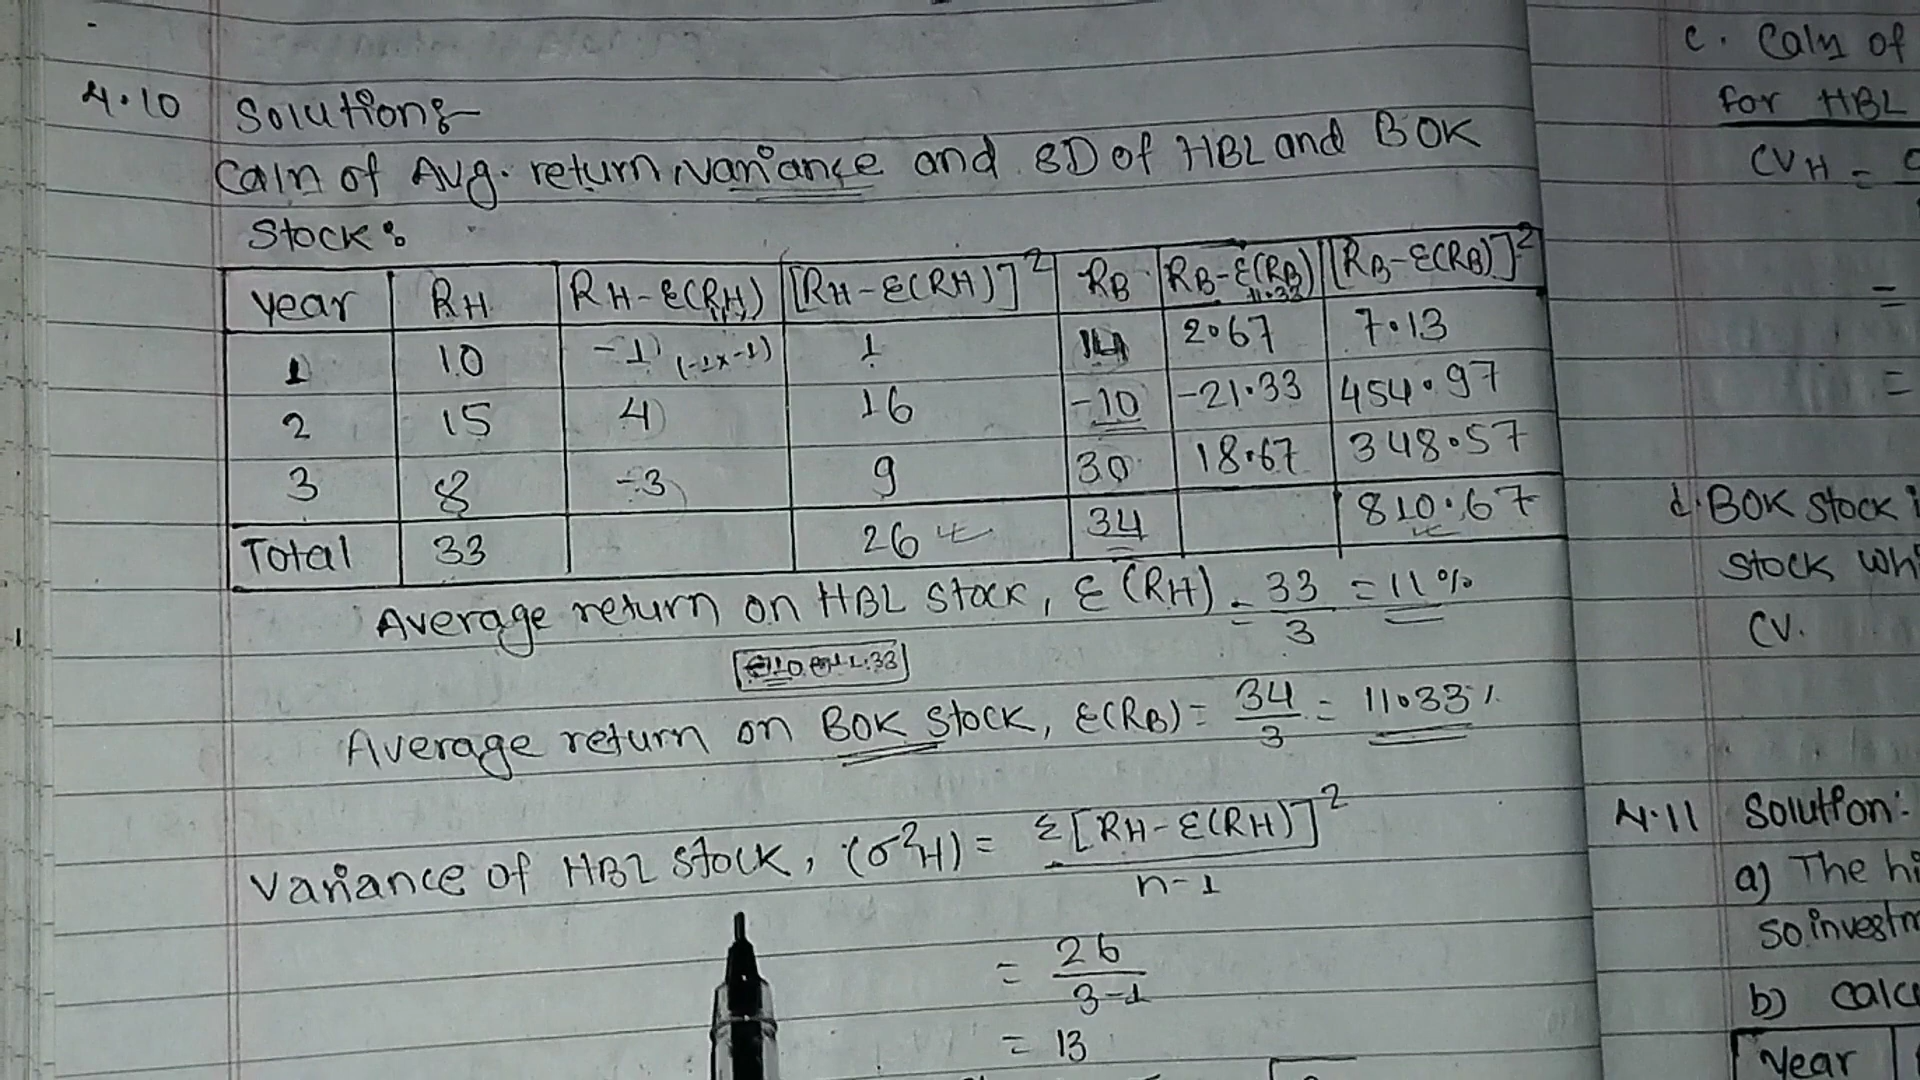 4.10 Solution:-
Caln of Avg. return, variance and SD of HBL and BOK
Stock:
year RH RH-E(RH) [RH-E(RH)]² RB RB-E(RB) [RB-E(RB)]²
11.33
1 10 -1 (-1x-1) 1 14 2.67 7.13
2 15 4 16 -10 -21.33 454.97
3 8 -3 9 30 18.67 348.57
Total 33 26 34 810.67
Average return on HBL Stock, E(RH) = 33/3 = 11%
Average return on BOK Stock, E(RB) = 34/3 = 11.33%
Variance of HBL Stock, (σ²H) = Σ[RH-E(RH)]²/n-1
= 26/3-1
= 13
C. Caln of
for HBL
CVH =
=
=
d. BOK Stock i
Stock wh
CV.
4.11 Solution:-
a) The hi
so investm
b) Calcu
Year